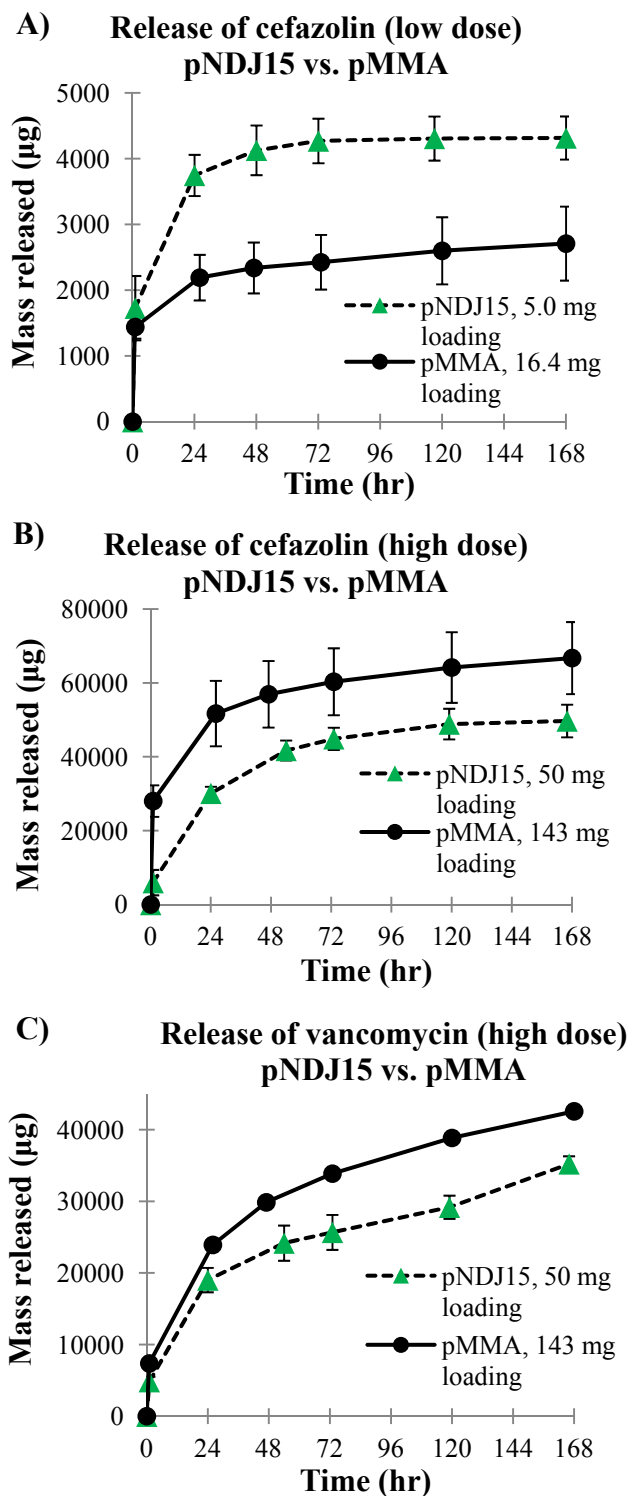 A)
Release of cefazolin (low dose)
pNDJ15 vs. pMMA
Mass released (µg)
5000
4000
3000
2000
1000
0
pNDJ15, 5.0 mg
loading
pMMA, 16.4 mg
loading
0 24 48 72 96 120 144 168
Time (hr)
B)
Release of cefazolin (high dose)
pNDJ15 vs. pMMA
Mass released (µg)
80000
60000
40000
20000
0
pNDJ15, 50 mg
loading
pMMA, 143 mg
loading
0 24 48 72 96 120 144 168
Time (hr)
C)
Release of vancomycin (high dose)
pNDJ15 vs. pMMA
Mass released (µg)
40000
30000
20000
10000
0
pNDJ15, 50 mg
loading
pMMA, 143 mg
loading
0 24 48 72 96 120 144 168
Time (hr)